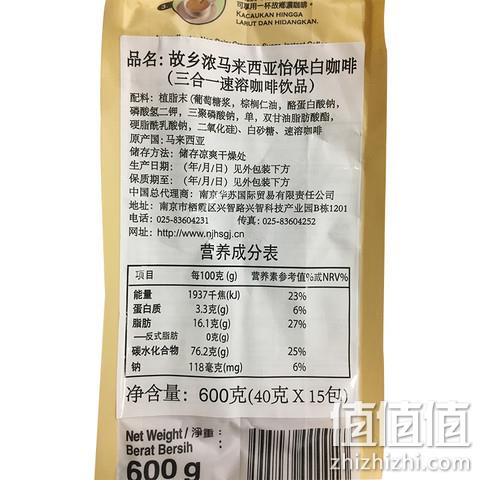 可享用一杯故鄉濃咖啡。
KACAUKAN HINGGA
LARUT DAN HIDANGKAN.
品名：故乡浓马来西亚怡保白咖啡
（三合一速溶咖啡饮品）
配料：植脂末（葡萄糖浆，棕榈仁油，酪蛋白酸钠，
磷酸氢二钾，三聚磷酸钠，单，双甘油脂肪酸酯，
硬脂酰乳酸钠，二氧化硅）、白砂糖、速溶咖啡
原产国：马来西亚
储存方法：储存凉爽干燥处
生产日期：（年/月/日）见外包装下方
保质期至：（年/月/日）见外包装下方
中国总代理商：南京华苏国际贸易有限责任公司
地址：南京市栖霞区兴智路兴智科技产业园B栋1201
电话：025-83604231 传真：025-83604252
网址：http://www.njhsgj.cn
营养成分表
项目 每100克(g) 营养素参考值%或NRV%
能量 1937千焦(kJ) 23%
蛋白质 3.3克(g) 6%
脂肪 16.1克(g) 27%
——反式脂肪 0克(g)
碳水化合物 76.2克(g) 25%
钠 118毫克(mg) 6%
净含量：600克(40克 X 15包)
Net Weight / 淨重：
Berat Bersih
600 g
值值值
zhizhizhi.com